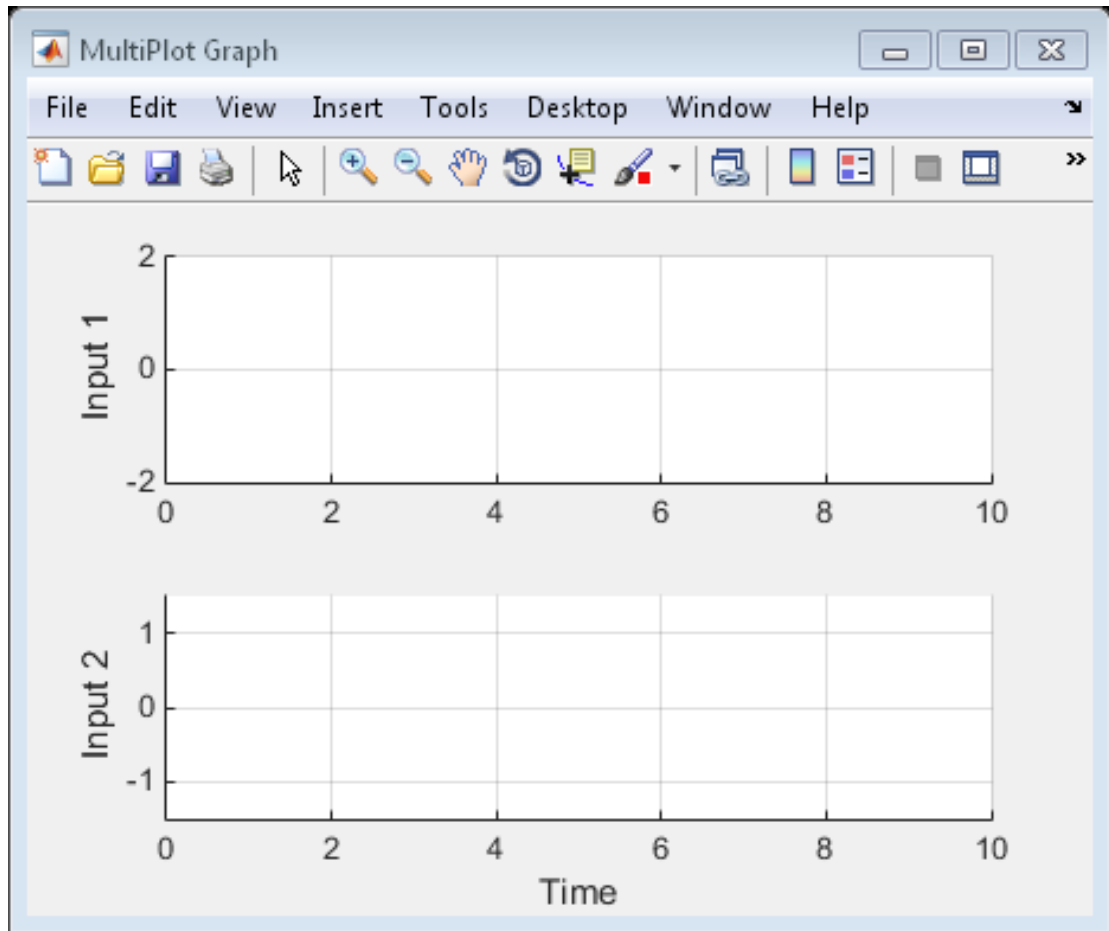 MultiPlot Graph
File Edit View Insert Tools Desktop Window Help
2
Input 1
0
-2
0 2 4 6 8 10
1
Input 2
0
-1
0 2 4 6 8 10
Time